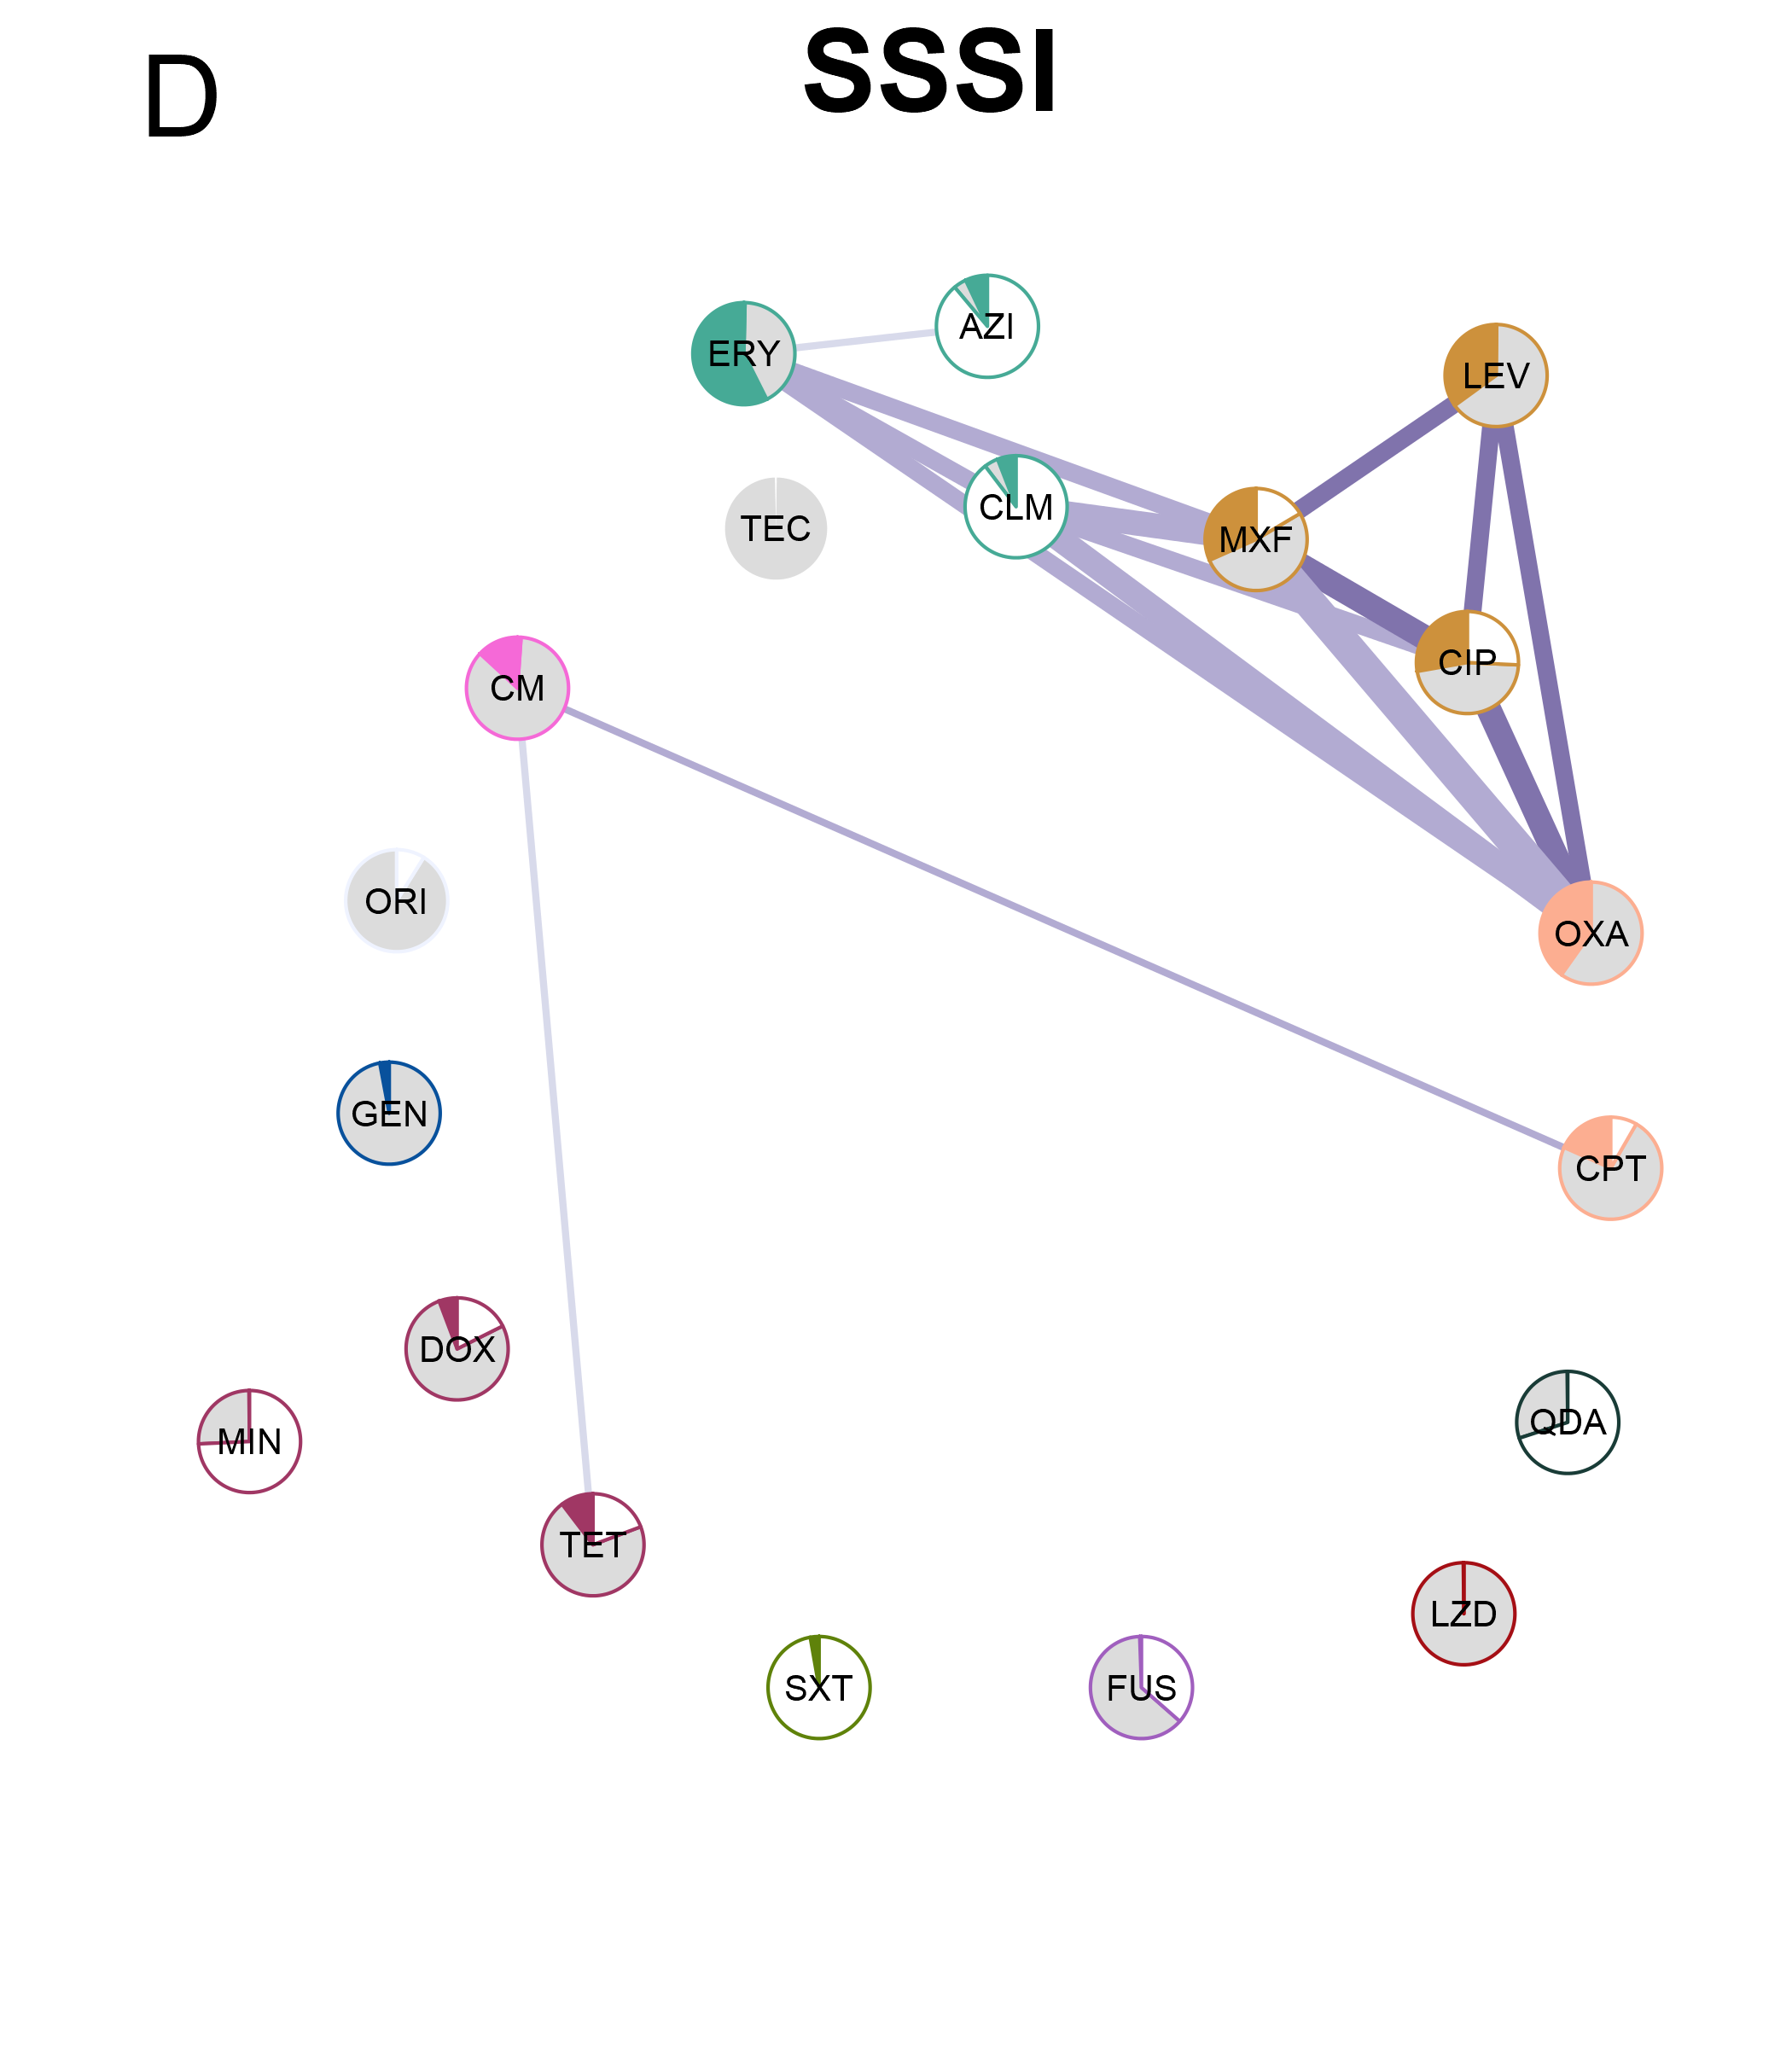 D
SSSI
AZI
ERY
LEV
CLM
TEC
MXF
CIP
CM
ORI
OXA
GEN
CPT
DOX
QDA
MIN
TET
LZD
SXT
FUS